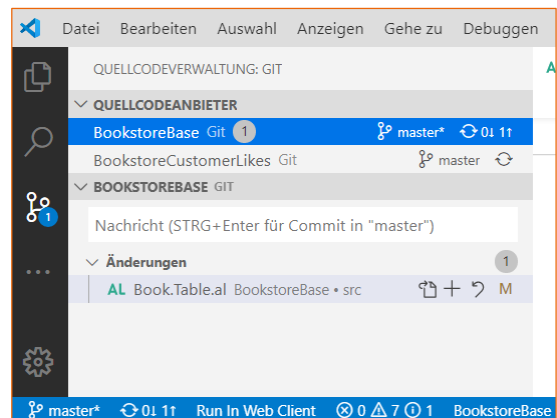 Datei Bearbeiten Auswahl Anzeigen Gehe zu Debuggen
QUELLCODEVERWALTUNG: GIT
A
QUELLCODEANBIETER
BookstoreBase Git 1 master* 0↓ 1↑
BookstoreCustomerLikes Git master
BOOKSTOREBASE GIT
Nachricht (STRG+Enter für Commit in "master")
1
Änderungen 1
AL Book.Table.al BookstoreBase • src M
master* 0↓ 1↑ Run In Web Client 0 7 1 BookstoreBase